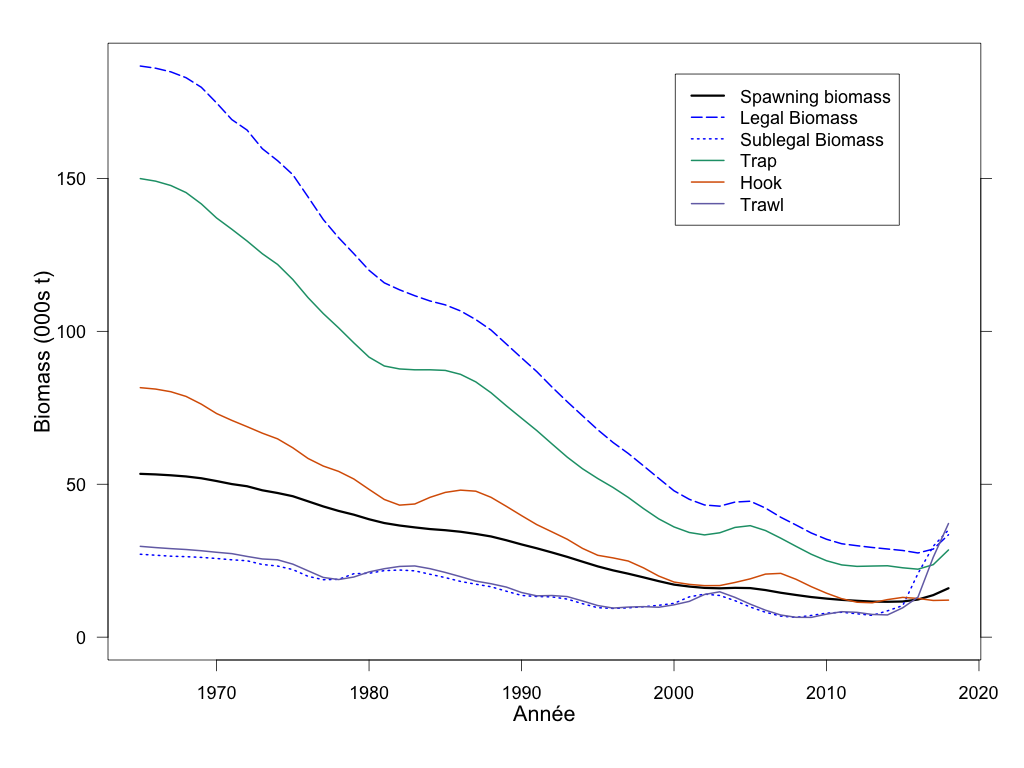 Spawning biomass
Legal Biomass
Sublegal Biomass
Trap
Hook
Trawl
150
100
50
0
Biomass (000s t)
1970 1980 1990 2000 2010 2020
Année